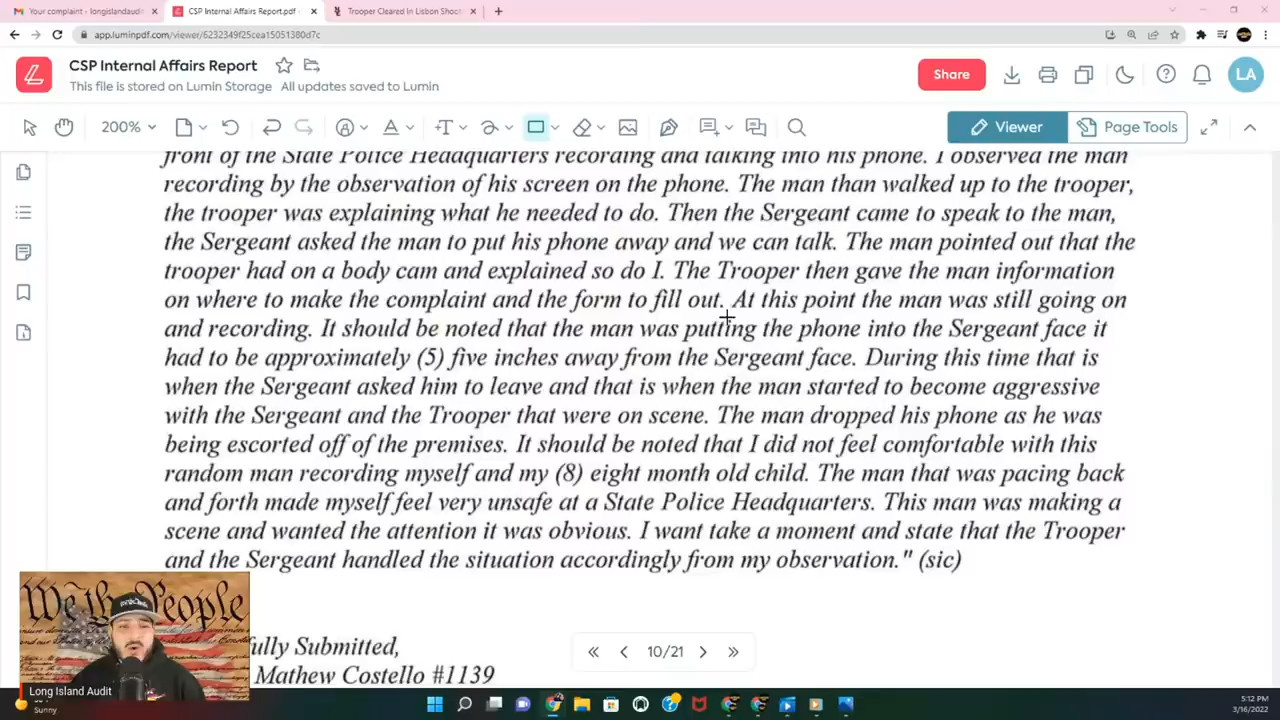 Your complaint - longislandaudi
CSP Internal Affairs Report.pdf -
Trooper Cleared In Lisbon Shoot
app.luminpdf.com/viewer/6232349f25cea15051380d7c
CSP Internal Affairs Report
This file is stored on Lumin Storage All updates saved to Lumin
Share
LA
200%
Viewer
Page Tools
front of the State Police Headquarters recording and talking into his phone. I observed the man
recording by the observation of his screen on the phone. The man than walked up to the trooper,
the trooper was explaining what he needed to do. Then the Sergeant came to speak to the man,
the Sergeant asked the man to put his phone away and we can talk. The man pointed out that the
trooper had on a body cam and explained so do I. The Trooper then gave the man information
on where to make the complaint and the form to fill out. At this point the man was still going on
and recording. It should be noted that the man was putting the phone into the Sergeant face it
had to be approximately (5) five inches away from the Sergeant face. During this time that is
when the Sergeant asked him to leave and that is when the man started to become aggressive
with the Sergeant and the Trooper that were on scene. The man dropped his phone as he was
being escorted off of the premises. It should be noted that I did not feel comfortable with this
random man recording myself and my (8) eight month old child. The man that was pacing back
and forth made myself feel very unsafe at a State Police Headquarters. This man was making a
scene and wanted the attention it was obvious. I want take a moment and state that the Trooper
and the Sergeant handled the situation accordingly from my observation." (sic)
fully Submitted,
Mathew Costello #1139
10/21
We the People
Long Island Audit
Sunny
5:12 PM
3/16/2022